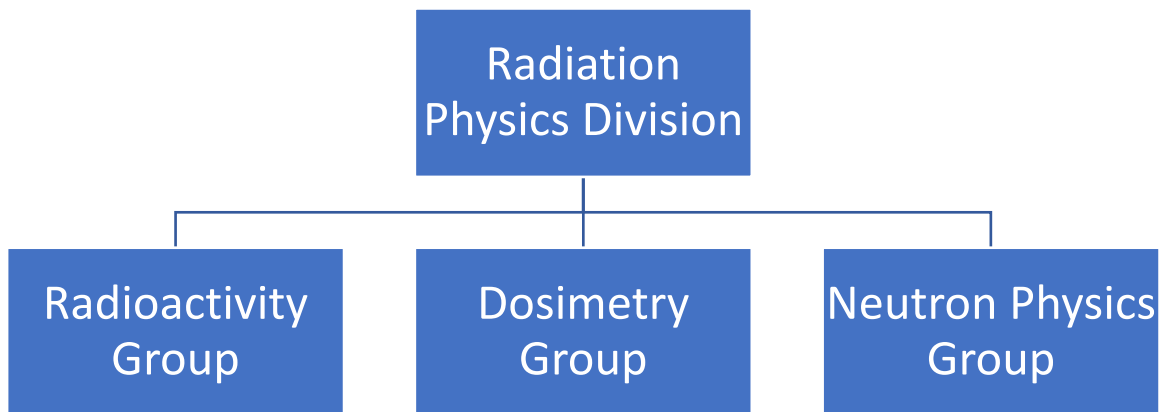 Radiation
Physics Division
Radioactivity
Group
Dosimetry
Group
Neutron Physics
Group